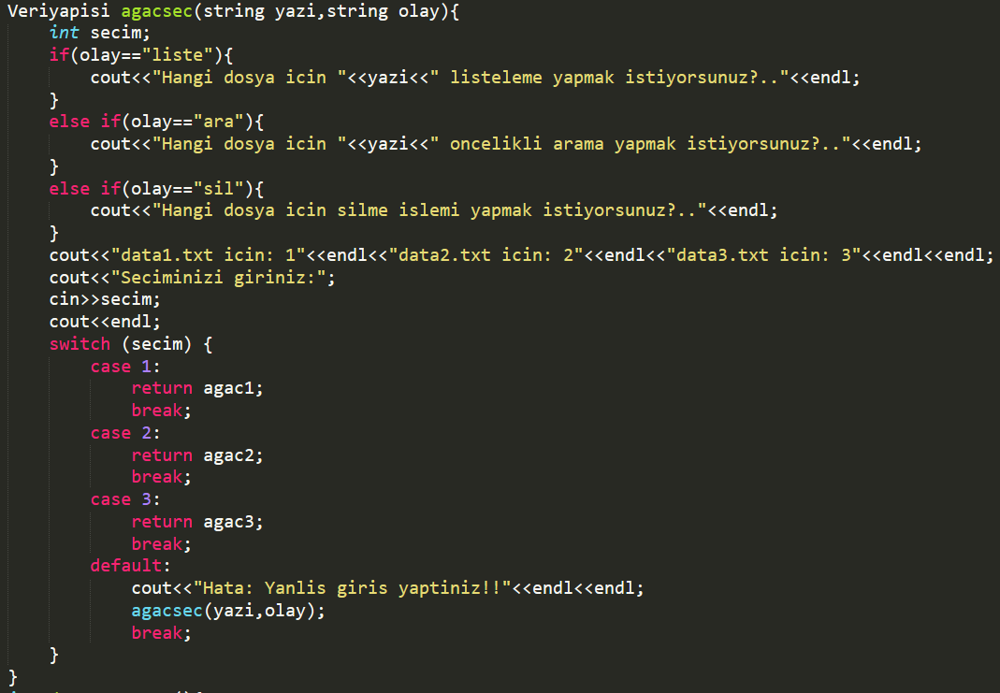 Veriyapisi agacsec(string yazi,string olay){
    int secim;
    if(olay=="liste"){
        cout<<"Hangi dosya icin "<<yazi<<" listeleme yapmak istiyorsunuz?.."<<endl;
    }
    else if(olay=="ara"){
        cout<<"Hangi dosya icin "<<yazi<<" oncelikli arama yapmak istiyorsunuz?.."<<endl;
    }
    else if(olay=="sil"){
        cout<<"Hangi dosya icin silme islemi yapmak istiyorsunuz?.."<<endl;
    }
    cout<<"data1.txt icin: 1"<<endl<<"data2.txt icin: 2"<<endl<<"data3.txt icin: 3"<<endl<<endl;
    cout<<"Seciminizi giriniz:";
    cin>>secim;
    cout<<endl;
    switch (secim) {
        case 1:
            return agac1;
            break;
        case 2:
            return agac2;
            break;
        case 3:
            return agac3;
            break;
        default:
            cout<<"Hata: Yanlis giris yaptiniz!!"<<endl<<endl;
            agacsec(yazi,olay);
            break;
    }
}